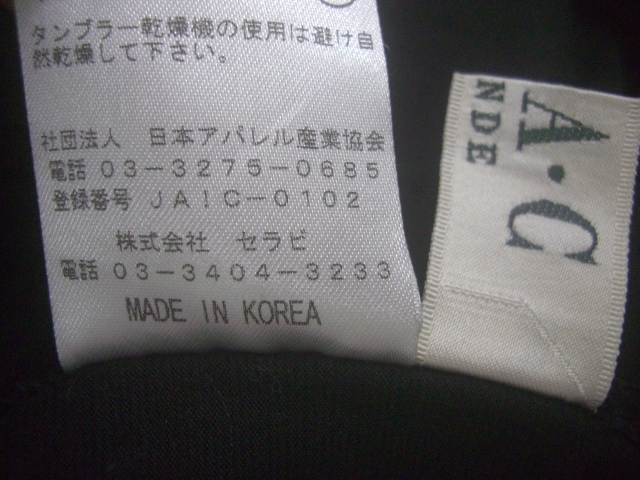 タンブラー乾燥機の使用は避け自
然乾燥して下さい。
社団法人 日本アパレル産業協会
電話 03-3275-0685
登録番号 JAIC-0102
株式会社 セラビ
電話 03-3404-3233
MADE IN KOREA
A·C
NDE